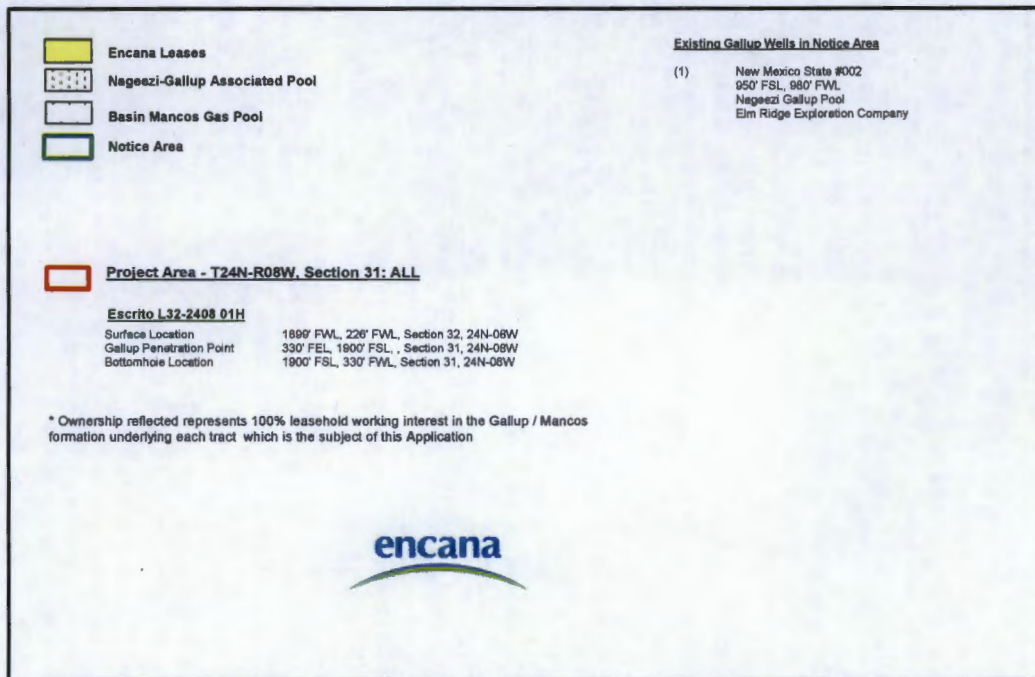 Encana Leases
Nageezi-Gallup Associated Pool
Basin Mancos Gas Pool
Notice Area
Existing Gallup Wells in Notice Area
(1) New Mexico State #002
950' FSL, 980' FWL
Nageezi Gallup Pool
Elm Ridge Exploration Company
Project Area - T24N-R08W, Section 31: ALL
Escrito L32-2408 01H
Surface Location 1899' FWL, 226' FWL, Section 32, 24N-08W
Gallup Penetration Point 330' FEL, 1900' FSL, , Section 31, 24N-08W
Bottomhole Location 1900' FSL, 330' FWL, Section 31, 24N-08W
* Ownership reflected represents 100% leasehold working interest in the Gallup / Mancos
formation underlying each tract which is the subject of this Application
encana